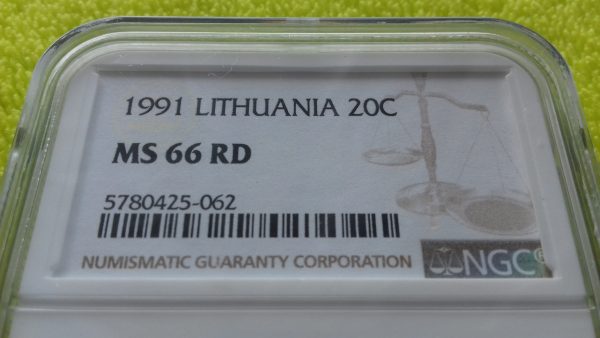 1991 LITHUANIA 20C
MS 66 RD
5780425-062
NUMISMATIC GUARANTY CORPORATION
NGC®